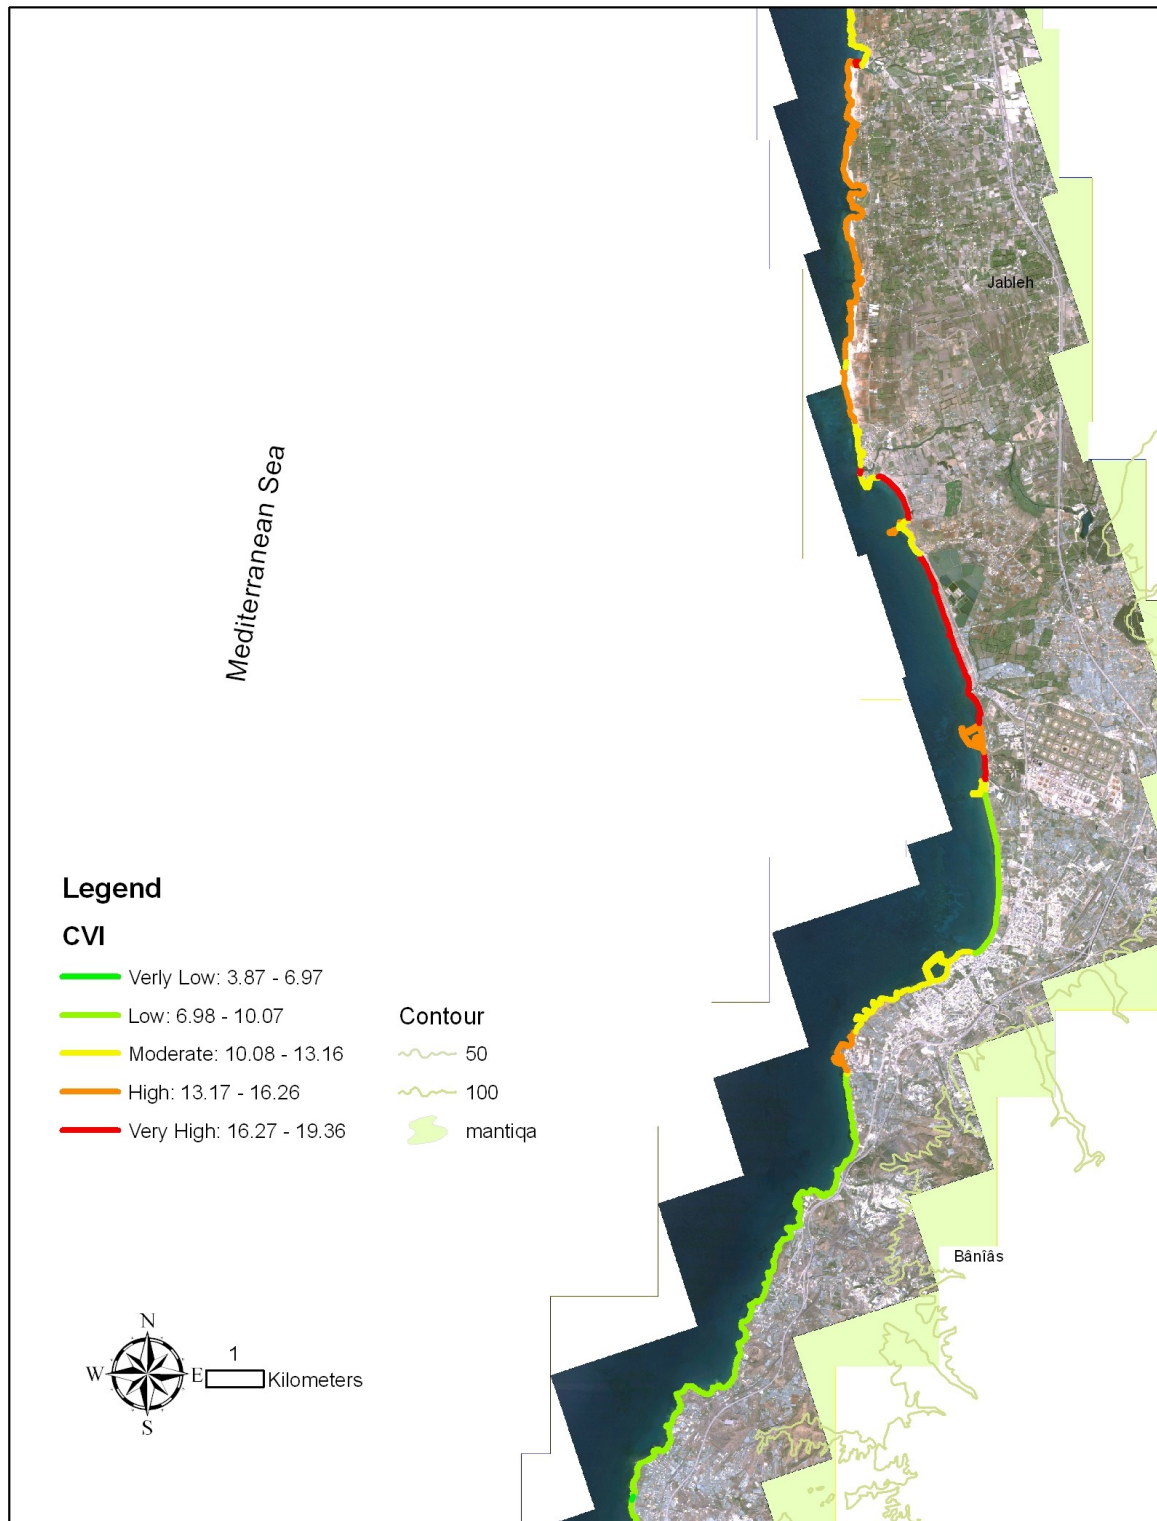 Jableh
Mediterranean Sea
Legend
CVI
Verly Low: 3.87 - 6.97
Low: 6.98 - 10.07
Moderate: 10.08 - 13.16
High: 13.17 - 16.26
Very High: 16.27 - 19.36
Contour
50
100
mantiqa
Bânîâs
N
W
E
S
1
Kilometers